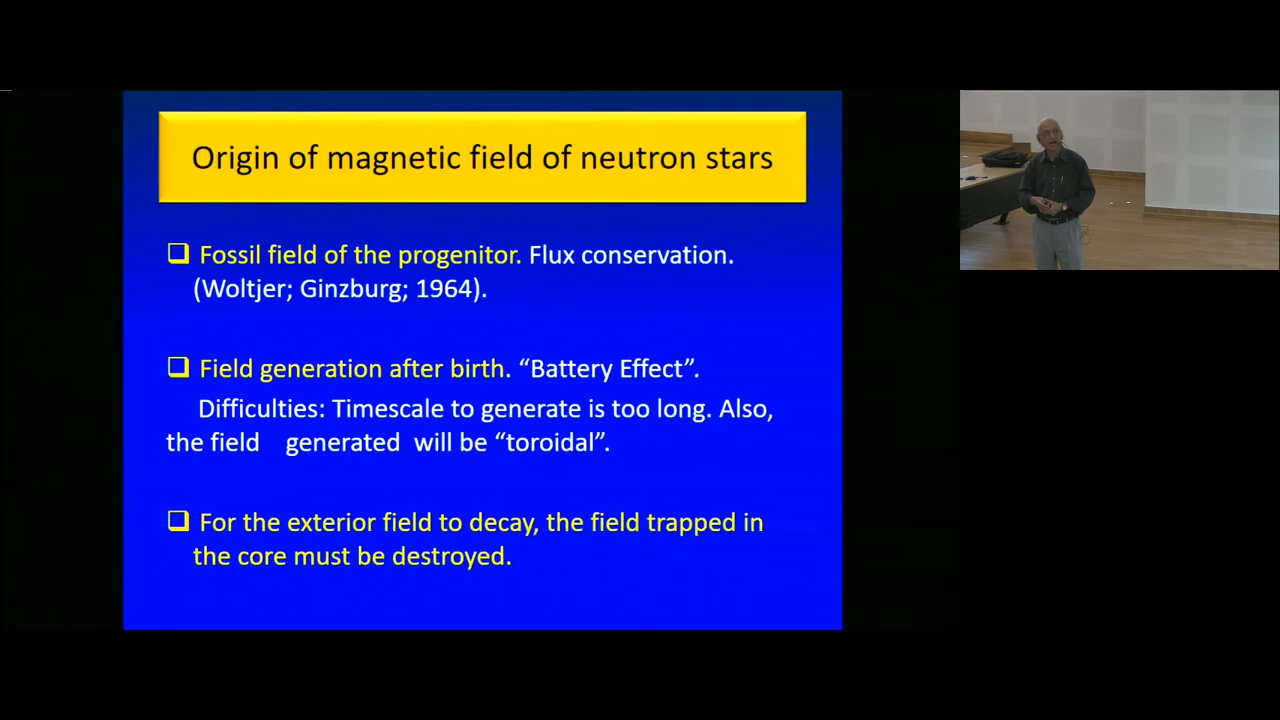 Origin of magnetic field of neutron stars
Fossil field of the progenitor. Flux conservation.
(Woltjer; Ginzburg; 1964).
Field generation after birth. “Battery Effect”.
Difficulties: Timescale to generate is too long. Also,
the field generated will be “toroidal”.
For the exterior field to decay, the field trapped in
the core must be destroyed.